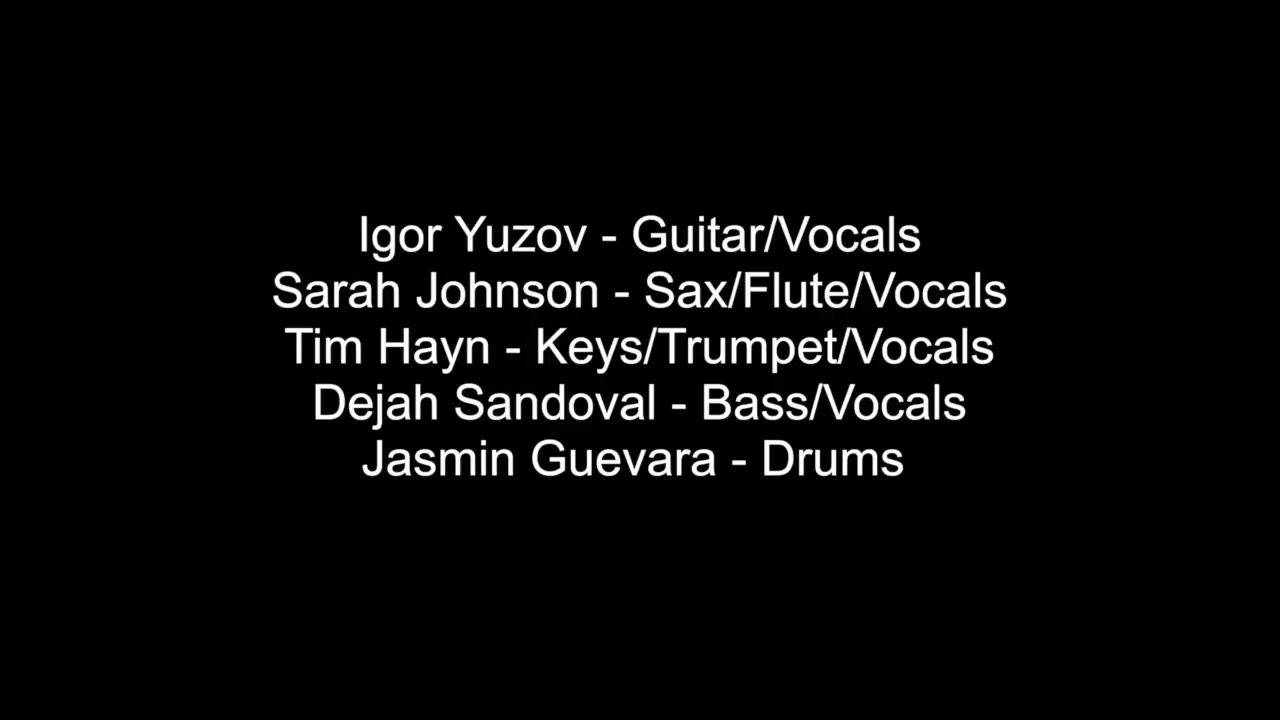 Igor Yuzov - Guitar/Vocals
Sarah Johnson - Sax/Flute/Vocals
Tim Hayn - Keys/Trumpet/Vocals
Dejah Sandoval - Bass/Vocals
Jasmin Guevara - Drums